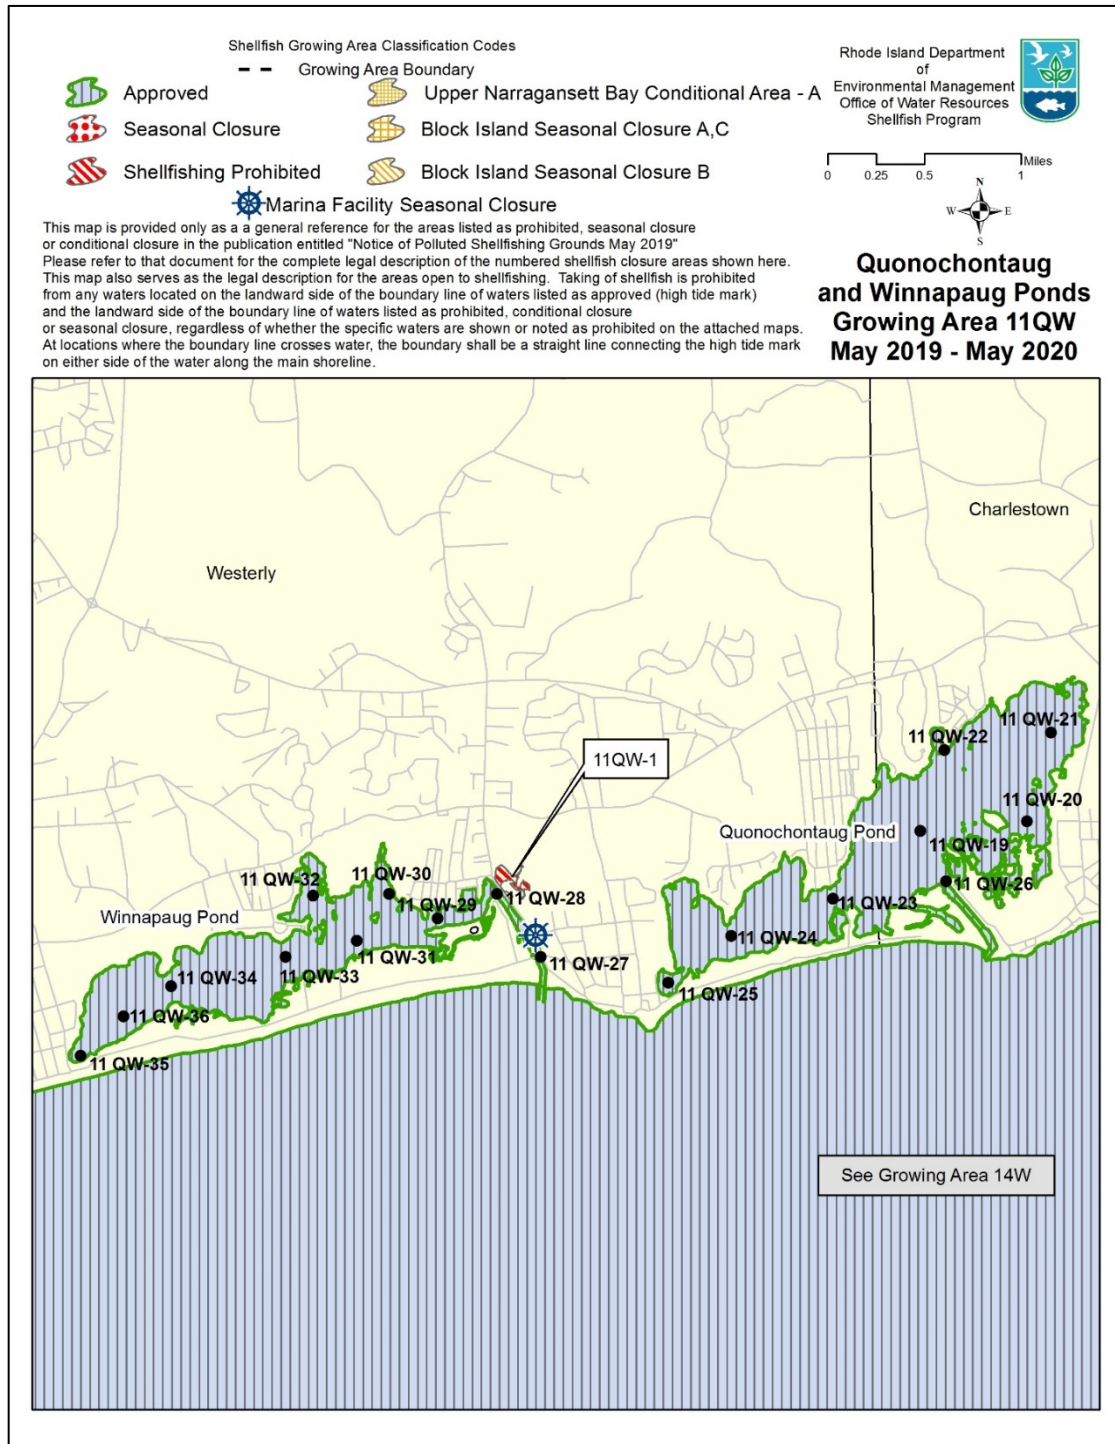 Shellfish Growing Area Classification Codes
Growing Area Boundary
Approved
Upper Narragansett Bay Conditional Area - A
Seasonal Closure
Block Island Seasonal Closure A,C
Shellfishing Prohibited
Block Island Seasonal Closure B
Marina Facility Seasonal Closure
Rhode Island Department
of
Environmental Management
Office of Water Resources
Shellfish Program
Miles
0 0.25 0.5 1
N
W E
S
This map is provided only as a a general reference for the areas listed as prohibited, seasonal closure
or conditional closure in the publication entitled "Notice of Polluted Shellfishing Grounds May 2019"
Please refer to that document for the complete legal description of the numbered shellfish closure areas shown here.
This map also serves as the legal description for the areas open to shellfishing. Taking of shellfish is prohibited
from any waters located on the landward side of the boundary line of waters listed as approved (high tide mark)
and the landward side of the boundary line of waters listed as prohibited, conditional closure
or seasonal closure, regardless of whether the specific waters are shown or noted as prohibited on the attached maps.
At locations where the boundary line crosses water, the boundary shall be a straight line connecting the high tide mark
on either side of the water along the main shoreline.
Quonochontaug
and Winnapaug Ponds
Growing Area 11QW
May 2019 - May 2020
Charlestown
Westerly
11 QW-21
11 QW-22
11QW-1
11 QW-20
Quonochontaug Pond
11 QW-19
11 QW-30
11 QW-32
11 QW-26
11 QW-28
11 QW-29
11 QW-23
Winnapaug Pond
11 QW-24
11 QW-31
11 QW-27
11 QW-34
11 QW-33
11 QW-25
11 QW-36
11 QW-35
See Growing Area 14W